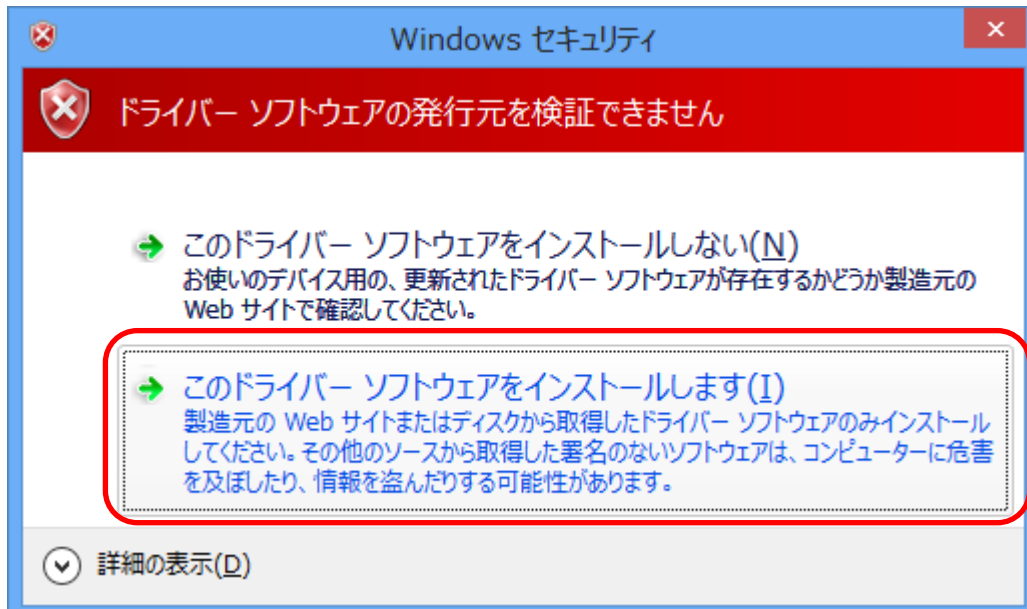 Windows セキュリティ
ドライバー ソフトウェアの発行元を検証できません
このドライバー ソフトウェアをインストールしない(N)
お使いのデバイス用の、更新されたドライバー ソフトウェアが存在するかどうか製造元の
Web サイトで確認してください。
このドライバー ソフトウェアをインストールします(I)
製造元の Web サイトまたはディスクから取得したドライバー ソフトウェアのみインストール
してください。その他のソースから取得した署名のないソフトウェアは、コンピューターに危害
を及ぼしたり、情報を盗んだりする可能性があります。
詳細の表示(D)